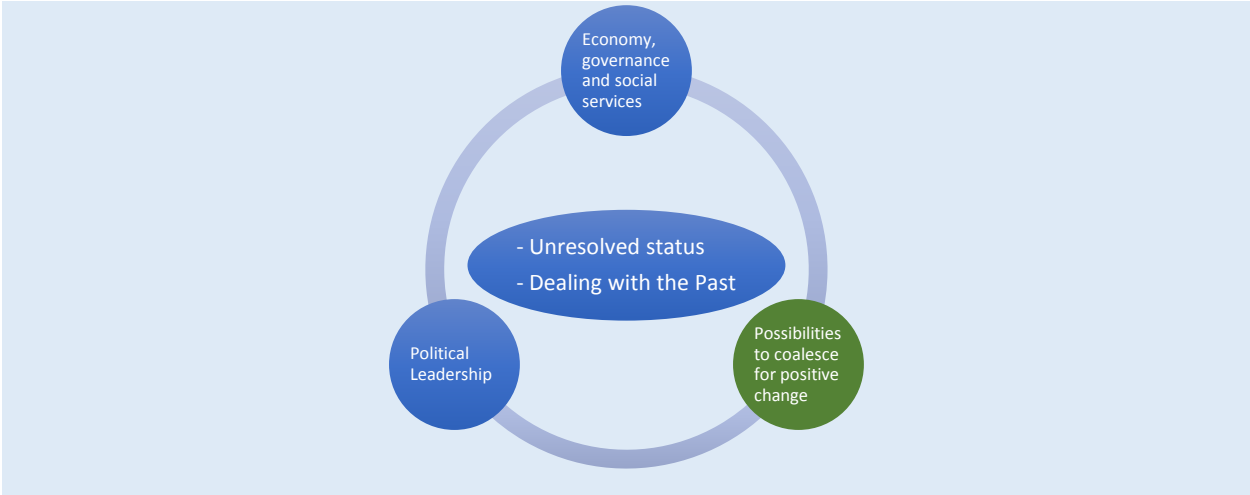 Economy,
governance
and social
services
- Unresolved status
- Dealing with the Past
Political
Leadership
Possibilities
to coalesce
for positive
change